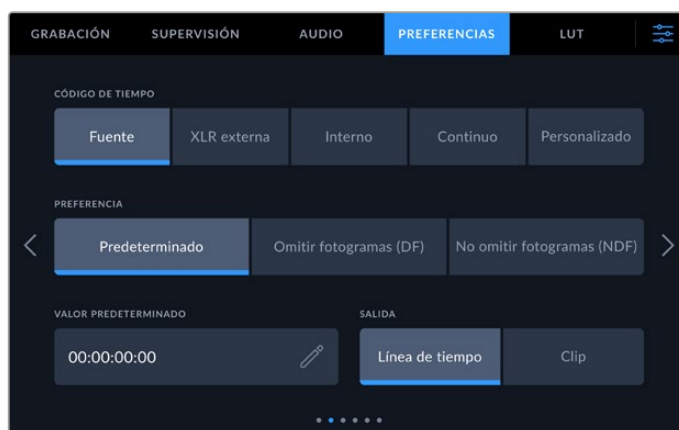 GRABACIÓN SUPERVISIÓN AUDIO PREFERENCIAS LUT
CÓDIGO DE TIEMPO
Fuente XLR externa Interno Continuo Personalizado
PREFERENCIA
Predeterminado Omitir fotogramas (DF) No omitir fotogramas (NDF)
VALOR PREDETERMINADO SALIDA
00:00:00:00 Línea de tiempo Clip